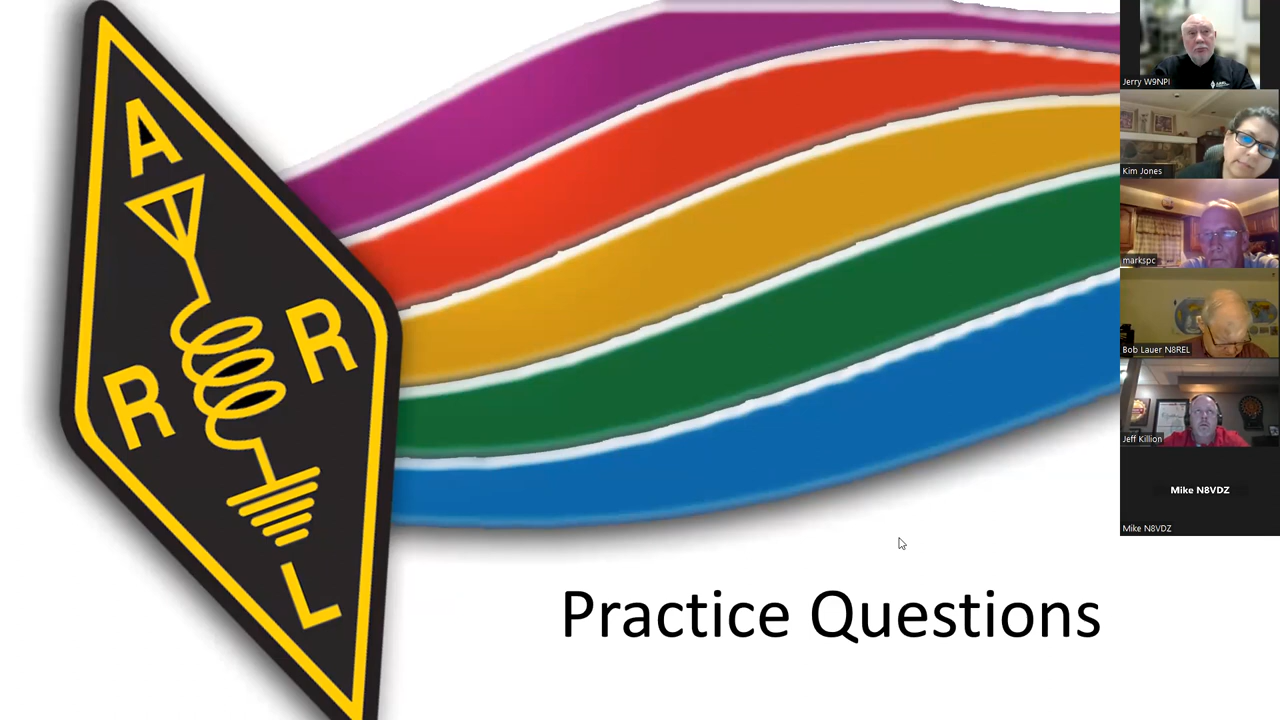 A
R R
L
Practice Questions
Jerry W9NPI
Kim Jones
markspc
Bob Lauer N8REL
Jeff Killion
Mike N8VDZ
Mike N8VDZ